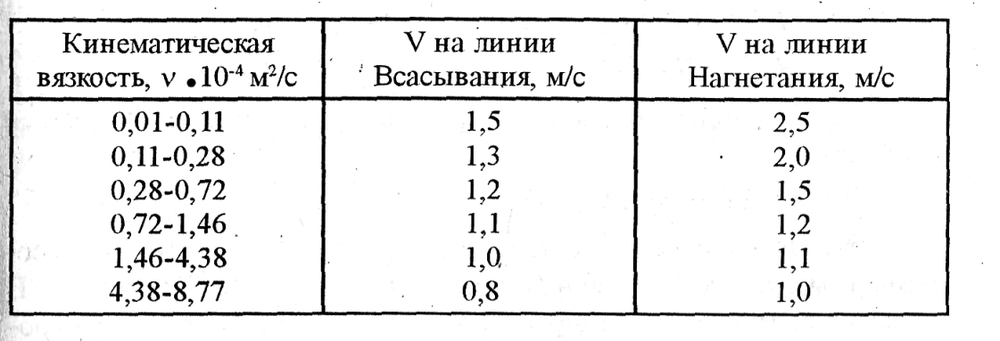 Кинематическая вязкость, ν •10⁻⁴ м²/с | V на линии Всасывания, м/с | V на линии Нагнетания, м/с
0,01-0,11 | 1,5 | 2,5
0,11-0,28 | 1,3 | 2,0
0,28-0,72 | 1,2 | 1,5
0,72-1,46 | 1,1 | 1,2
1,46-4,38 | 1,0 | 1,1
4,38-8,77 | 0,8 | 1,0